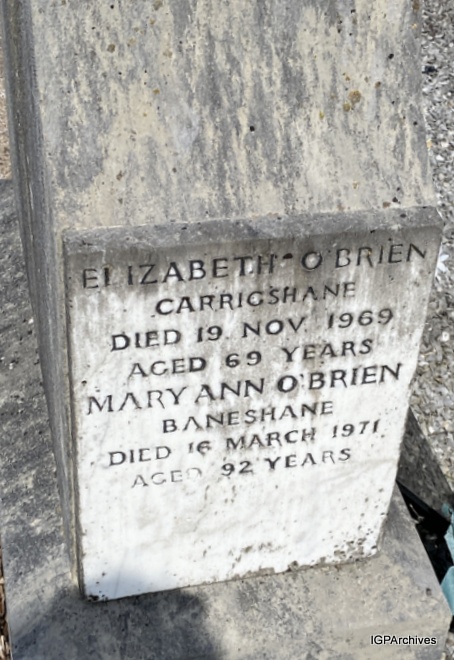 ELIZABETH O'BRIEN
CARRIGSHANE
DIED 19 NOV 1969
AGED 69 YEARS
MARY ANN O'BRIEN
BANESHANE
DIED 16 MARCH 1971
AGED 92 YEARS
IGPArchives